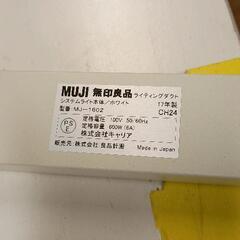 MUJI 無印良品 ライティングダクト
システムライト本体／ホワイト 17年製
型番 MJ-1602 CH24
PSE
定格電圧 100V 50/60Hz
定格容量 600W (6A)
株式会社キャリア
販売元 株式会社 良品計画 Made in Japan